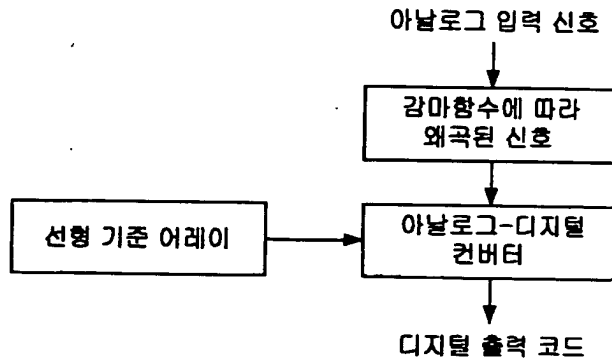 아날로그 입력 신호
감마함수에 따라
왜곡된 신호
선형 기준 어레이
아날로그-디지털
컨버터
디지털 출력 코드